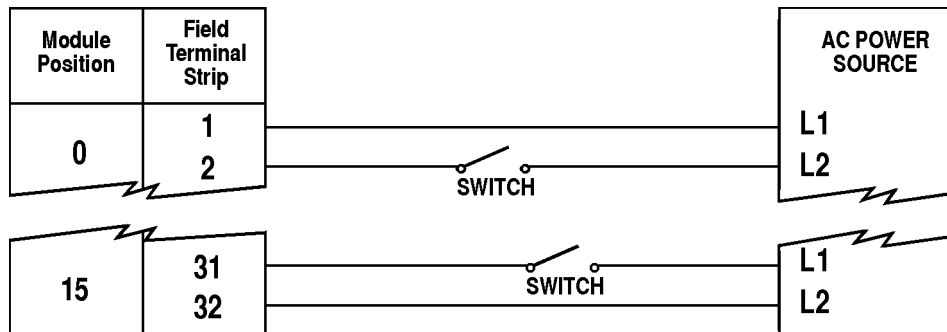 Module
Position
Field
Terminal
Strip
AC POWER
SOURCE
0
1
L1
2
SWITCH
L2
15
31
SWITCH
L1
32
L2